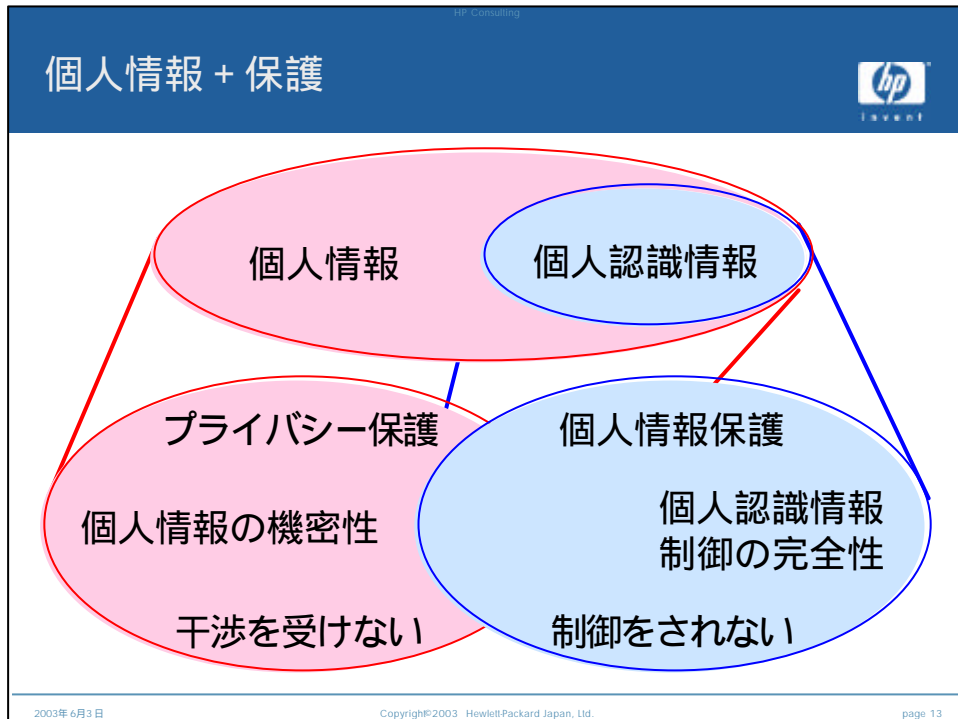 HP Consulting
個人情報 + 保護
hp
invent
個人情報
個人認識情報
プライバシー保護
個人情報保護
個人情報の機密性
個人認識情報
制御の完全性
干渉を受けない
制御をされない
2003年6月3日
Copyright©2003 Hewlett-Packard Japan, Ltd.
page 13